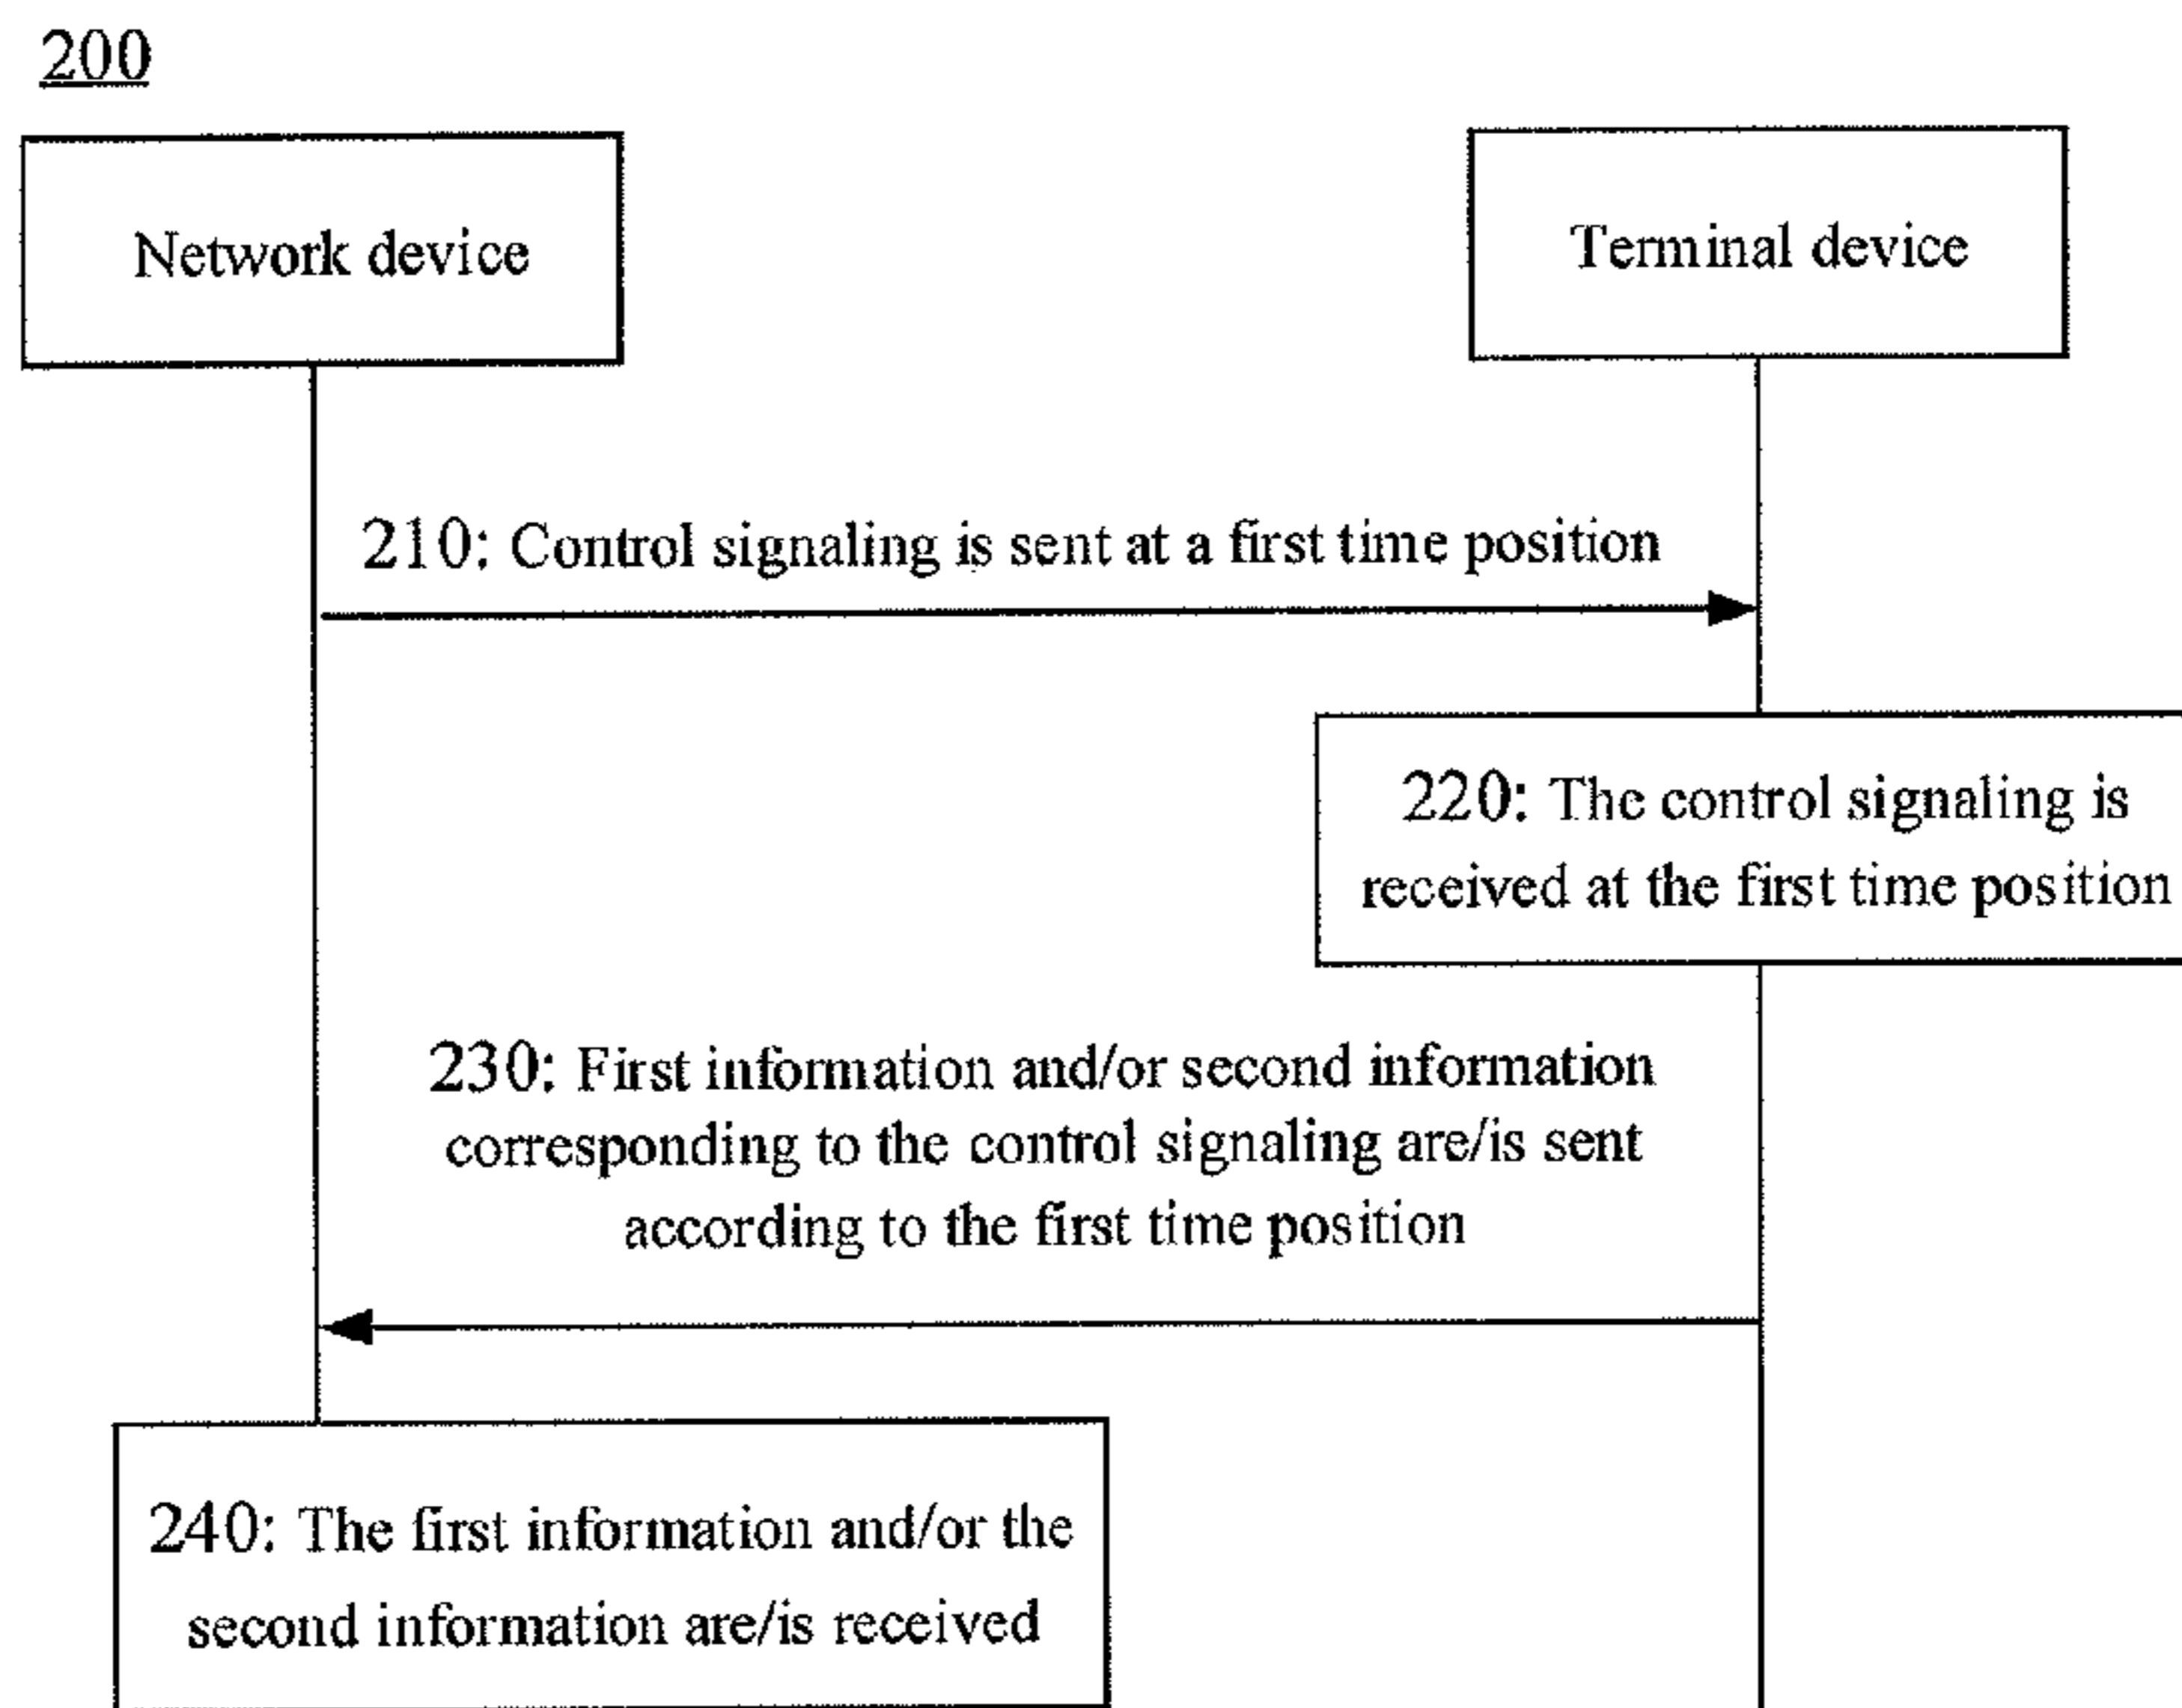 200
Network device
Terminal device
210: Control signaling is sent at a first time position
220: The control signaling is
received at the first time position
230: First information and/or second information
corresponding to the control signaling are/is sent
according to the first time position
240: The first information and/or the
second information are/is received